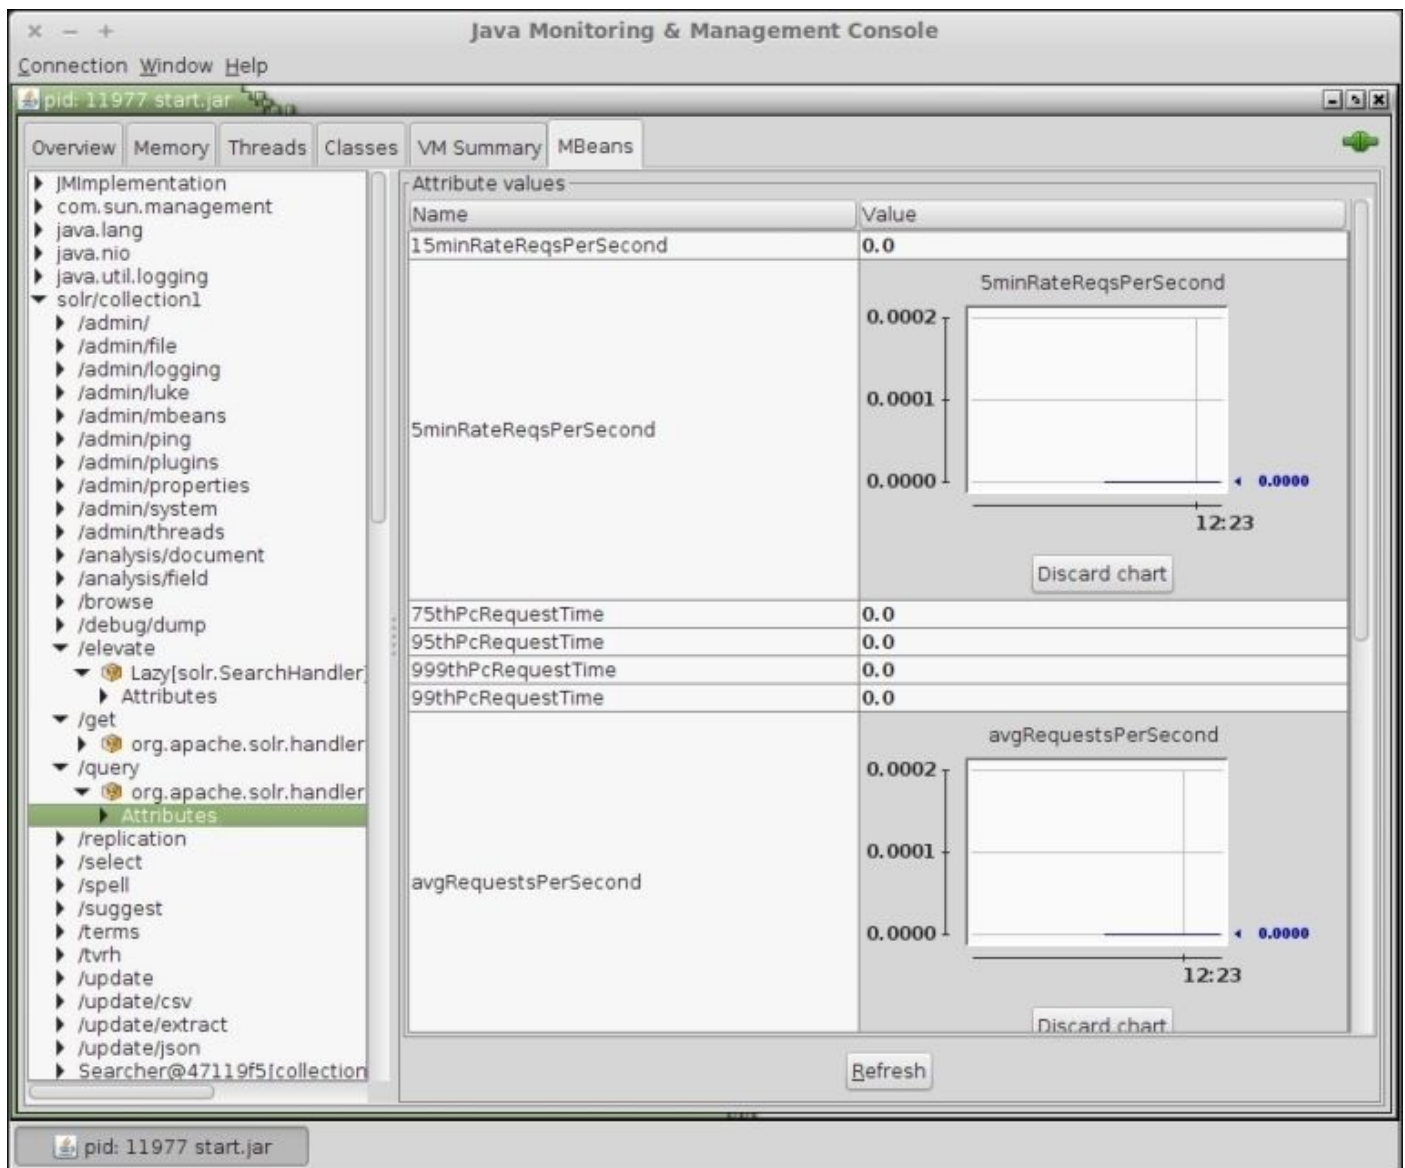 Java Monitoring & Management Console
Connection Window Help
pid: 11977 start.jar
Overview Memory Threads Classes VM Summary MBeans
JMImplementation
com.sun.management
java.lang
java.nio
java.util.logging
solr/collection1
/admin/
/admin/file
/admin/logging
/admin/luke
/admin/mbeans
/admin/ping
/admin/plugins
/admin/properties
/admin/system
/admin/threads
/analysis/document
/analysis/field
/browse
/debug/dump
/elevate
Lazy[solr.SearchHandler]
Attributes
/get
org.apache.solr.handler
/query
org.apache.solr.handler
Attributes
/replication
/select
/spell
/suggest
/terms
/tvrh
/update
/update/csv
/update/extract
/update/json
Searcher@47119f5[collection
Attribute values
Name Value
15minRateReqsPerSecond 0.0
5minRateReqsPerSecond
5minRateReqsPerSecond
0.0002
0.0001
0.0000 0.0000
12:23
Discard chart
75thPcRequestTime 0.0
95thPcRequestTime 0.0
999thPcRequestTime 0.0
99thPcRequestTime 0.0
avgRequestsPerSecond
avgRequestsPerSecond
0.0002
0.0001
0.0000 0.0000
12:23
Discard chart
Refresh
pid: 11977 start.jar